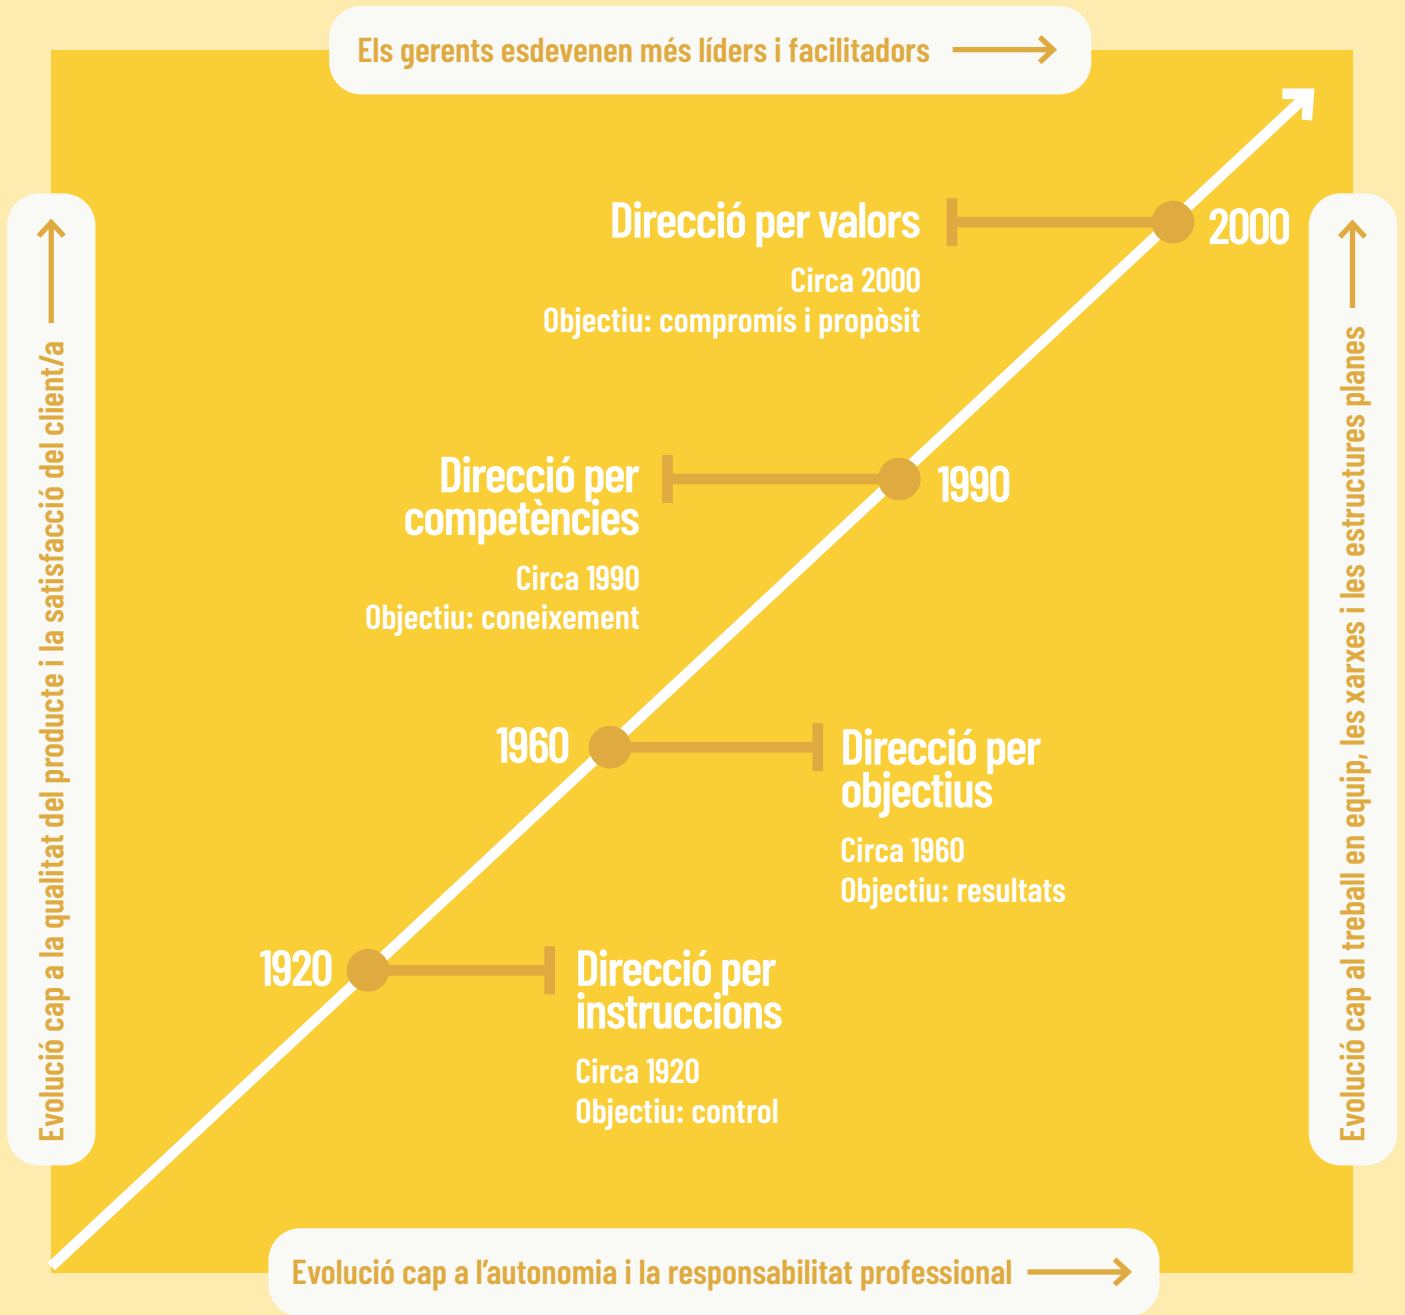 Els gerents esdevenen més líders i facilitadors
Evolució cap a la qualitat del producte i la satisfacció del client/a
Direcció per valors
Circa 2000
Objectiu: compromís i propòsit
2000
Direcció per
competències
Circa 1990
Objectiu: coneixement
1990
1960
Direcció per
objectius
Circa 1960
Objectiu: resultats
1920
Direcció per
instruccions
Circa 1920
Objectiu: control
Evolució cap al treball en equip, les xarxes i les estructures planes
Evolució cap a l’autonomia i la responsabilitat professional